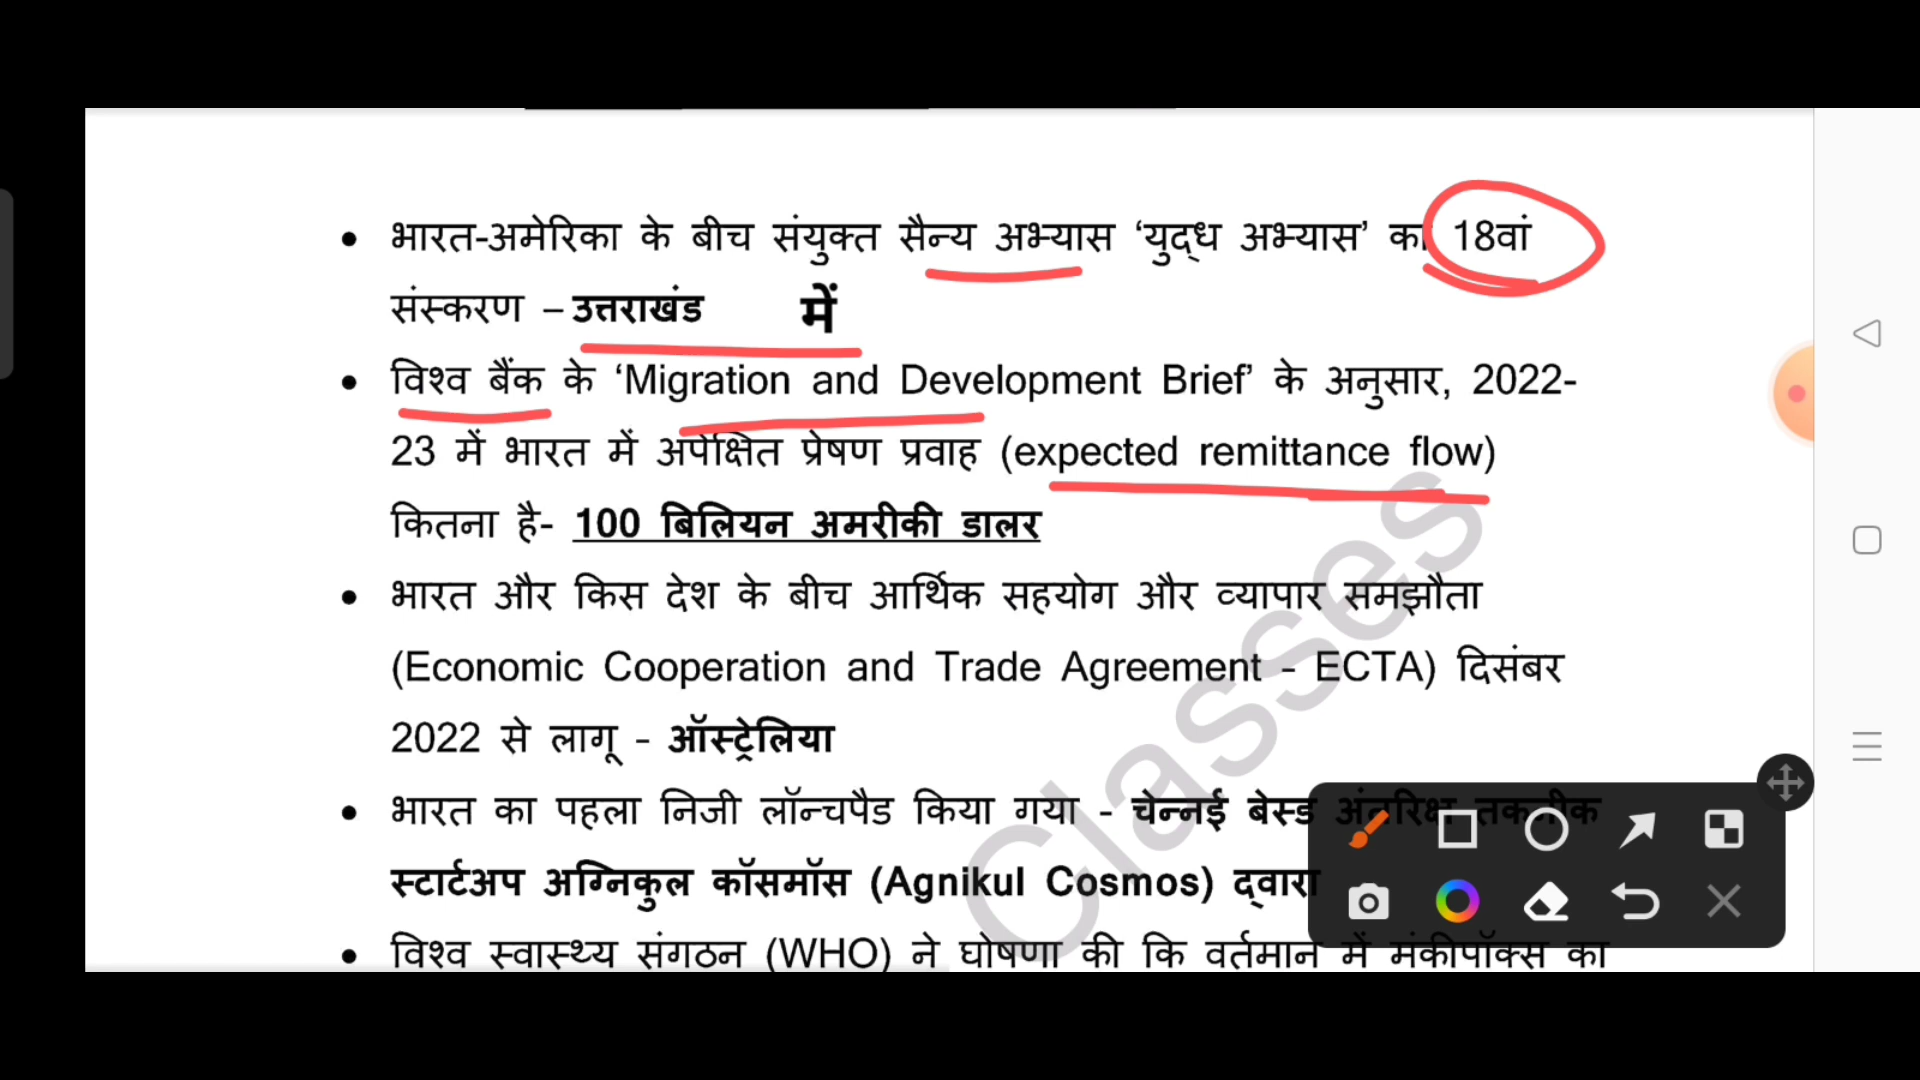 • भारत-अमेरिका के बीच संयुक्त सैन्य अभ्यास ‘युद्ध अभ्यास’ का 18वां
संस्करण – उत्तराखंड में
• विश्व बैंक के ‘Migration and Development Brief’ के अनुसार, 2022-
23 में भारत में अपेक्षित प्रेषण प्रवाह (expected remittance flow)
कितना है- 100 बिलियन अमरीकी डालर
• भारत और किस देश के बीच आर्थिक सहयोग और व्यापार समझौता
(Economic Cooperation and Trade Agreement - ECTA) दिसंबर
2022 से लागू - ऑस्ट्रेलिया
• भारत का पहला निजी लॉन्चपैड किया गया - चेन्नई बेस्ड अंतरिक्ष तकनीक
स्टार्टअप अग्निकुल कॉसमॉस (Agnikul Cosmos) द्वारा
• विश्व स्वास्थ्य संगठन (WHO) ने घोषणा की कि वर्तमान में मंकीपॉक्स का
Classes